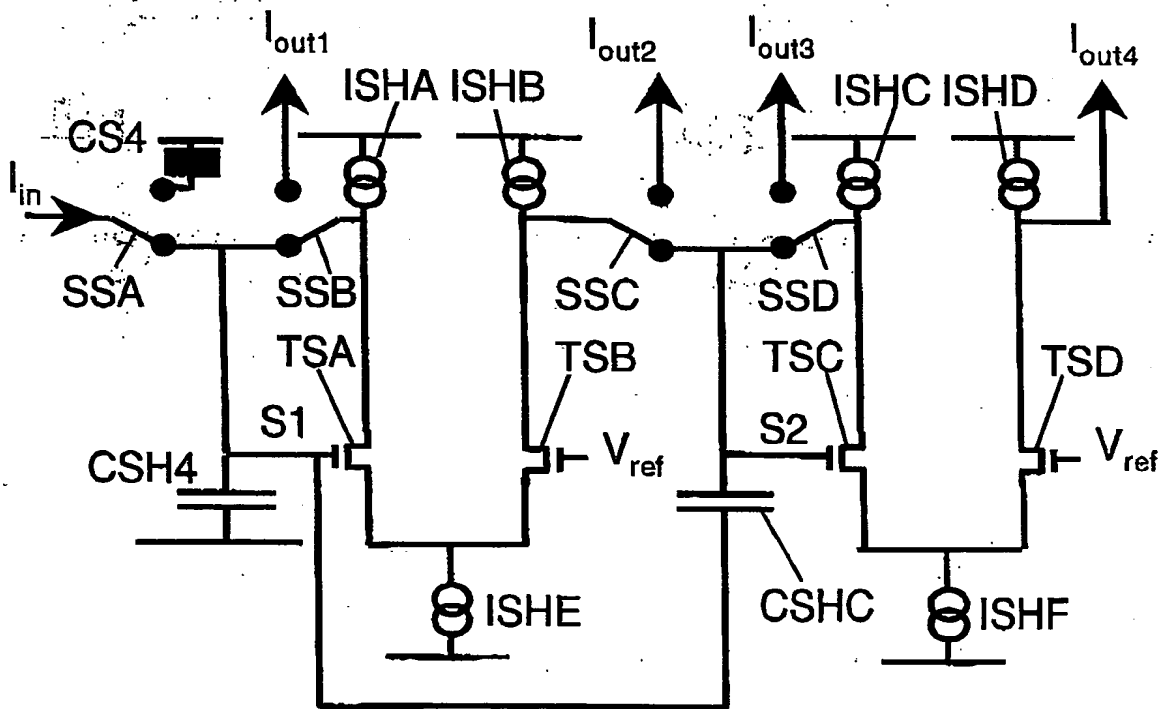 Iout1
Iout2
Iout3
Iout4
ISHA ISHB
ISHC ISHD
CS4
Iin
SSA
SSB
SSC
SSD
TSA
TSB
TSC
TSD
S1
Vref
S2
Vref
CSH4
CSHC
ISHE
ISHF